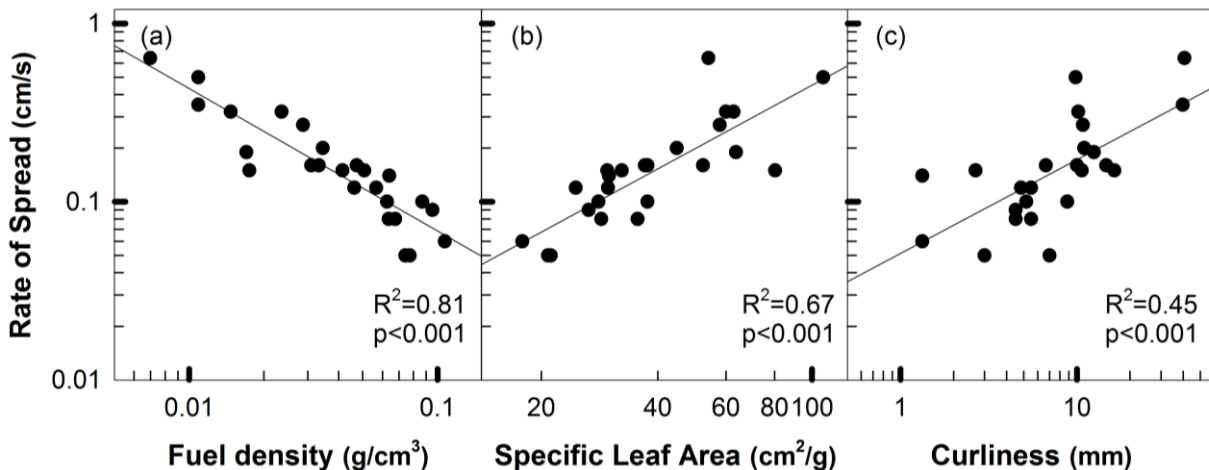 Rate of Spread (cm/s)
1
0.1
0.01
(a)
R²=0.81
p<0.001
0.01 0.1
Fuel density (g/cm³)
(b)
R²=0.67
p<0.001
20 40 60 80 100
Specific Leaf Area (cm²/g)
(c)
R²=0.45
p<0.001
1 10
Curliness (mm)